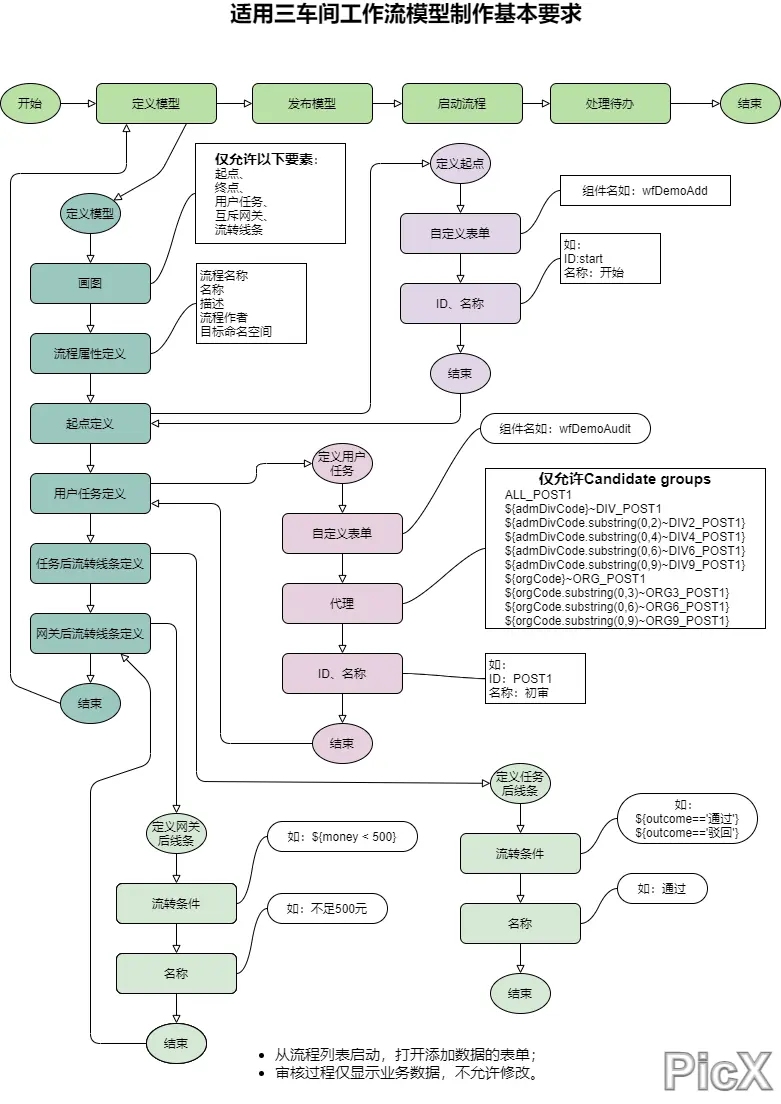 适用三车间工作流模型制作基本要求
开始
定义模型
发布模型
启动流程
处理待办
结束
仅允许以下要素：
起点、
终点、
用户任务、
互斥网关、
流转线条
定义起点
组件名如：wfDemoAdd
定义模型
自定义表单
如：
ID:start
名称：开始
画图
流程名称
名称
描述
流程作者
目标命名空间
ID、名称
流程属性定义
结束
起点定义
组件名如：wfDemoAudit
定义用户
任务
仅允许Candidate groups
ALL_POST1
${admDivCode}~DIV_POST1
${admDivCode.substring(0,2)~DIV2_POST1}
${admDivCode.substring(0,4)~DIV4_POST1}
${admDivCode.substring(0,6)~DIV6_POST1}
${admDivCode.substring(0,9)~DIV9_POST1}
${orgCode}~ORG_POST1
${orgCode.substring(0,3)~ORG3_POST1}
${orgCode.substring(0,6)~ORG6_POST1}
${orgCode.substring(0,9)~ORG9_POST1}
用户任务定义
自定义表单
任务后流转线条定义
代理
网关后流转线条定义
ID、名称
如：
ID：POST1
名称：初审
结束
结束
定义任务
后线条
定义网关
后线条
如：${money < 500}
如：
${outcome=='通过'}
${outcome=='驳回'}
流转条件
流转条件
如：不足500元
如：通过
名称
名称
结束
结束
从流程列表启动，打开添加数据的表单；
审核过程仅显示业务数据，不允许修改。
PicX